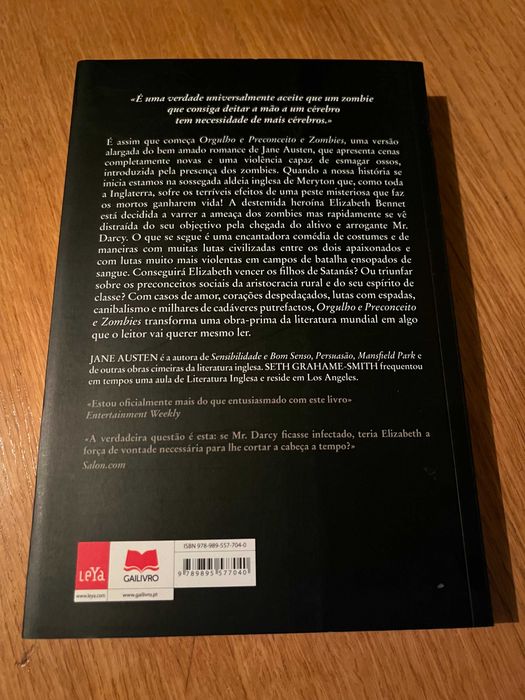 «É uma verdade universalmente aceite que um zombie
que consiga deitar a mão a um cérebro
tem necessidade de mais cérebros.»
É assim que começa Orgulho e Preconceito e Zombies, uma versão
alargada do bem amado romance de Jane Austen, que apresenta cenas
completamente novas e uma violência capaz de esmagar ossos,
introduzida pela presença dos zombies. Quando a nossa história se
inicia estamos na sossegada aldeia inglesa de Meryton que, como toda
a Inglaterra, sofre os terríveis efeitos de uma peste misteriosa que faz
os mortos ganharem vida! A destemida heroína Elizabeth Bennet
está decidida a varrer a ameaça dos zombies mas rapidamente se vê
distraída do seu objectivo pela chegada do altivo e arrogante Mr.
Darcy. O que se segue é uma encantadora comédia de costumes e de
maneiras com muitas lutas civilizadas entre os dois apaixonados e
com lutas muito mais violentas em campos de batalha ensopados de
sangue. Conseguirá Elizabeth vencer os filhos de Satanás? Ou triunfar
sobre os preconceitos sociais da aristocracia rural e do seu espírito de
classe? Com casos de amor, corações despedaçados, lutas com espadas,
canibalismo e milhares de cadáveres putrefactos, Orgulho e Preconceito
e Zombies transforma uma obra-prima da literatura mundial em algo
que o leitor vai querer mesmo ler.
JANE AUSTEN é a autora de Sensibilidade e Bom Senso, Persuasão, Mansfield Park e
de outras obras cimeiras da literatura inglesa. SETH GRAHAME-SMITH frequentou
em tempos uma aula de Literatura Inglesa e reside em Los Angeles.
«Estou oficialmente mais do que entusiasmado com este livro»
Entertainment Weekly
«A verdadeira questão é esta: se Mr. Darcy ficasse infectado, teria Elizabeth a
força de vontade necessária para lhe cortar a cabeça a tempo?»
Salon.com
LeYa
www.leya.com
GAILIVRO
www.gailivro.pt
ISBN 978-989-557-704-0
9 789895 577040